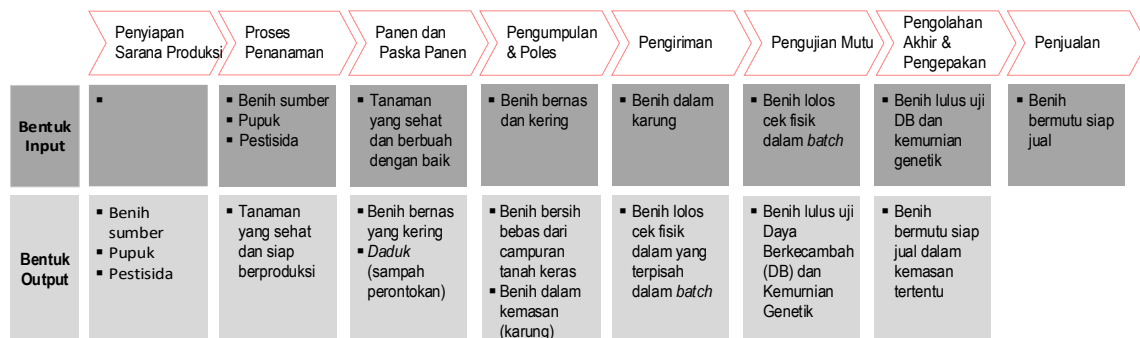 Penyiapan
Sarana Produksi
Proses
Penanaman
Panen dan
Paska Panen
Pengumpulan
& Poles
Pengiriman
Pengujian Mutu
Pengolahan
Akhir &
Pengepakan
Penjualan
Bentuk
Input
▪
▪ Benih sumber
▪ Pupuk
▪ Pestisida
▪ Tanaman
yang sehat
dan berbuah
dengan baik
▪ Benih bernas
dan kering
▪ Benih dalam
karung
▪ Benih lolos
cek fisik
dalam batch
▪ Benih lulus uji
DB dan
kemurnian
genetik
▪ Benih
bermutu siap
jual
Bentuk
Output
▪ Benih
sumber
▪ Pupuk
▪ Pestisida
▪ Tanaman
yang sehat
dan siap
berproduksi
▪ Benih bernas
yang kering
▪ Daduk
(sampah
perontokan)
▪ Benih bersih
bebas dari
campuran
tanah keras
▪ Benih dalam
kemasan
(karung)
▪ Benih lolos
cek fisik
dalam yang
terpisah
dalam batch
▪ Benih lulus uji
Daya
Berkecambah
(DB) dan
Kemurnian
Genetik
▪ Benih
bermutu siap
jual dalam
kemasan
tertentu